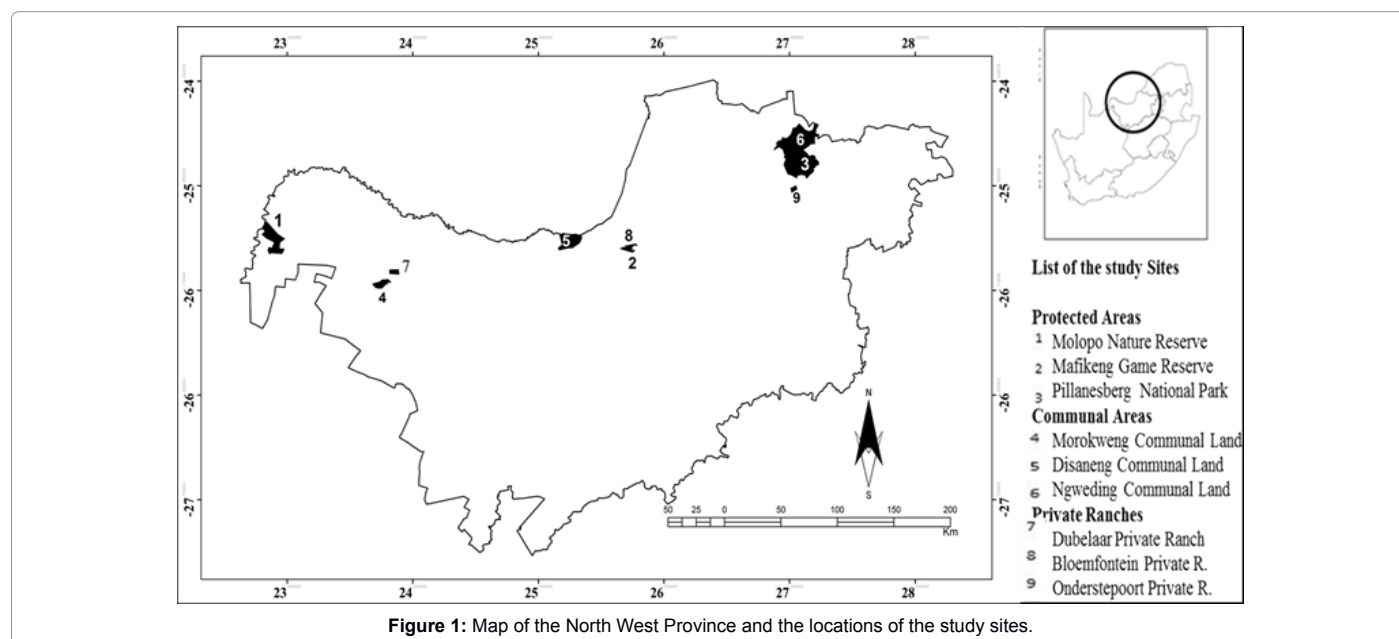 23 24 25 26 27 28
-24
-24
6
3
-25
-25
9
1
8
5
2
7
4
-26
-26
-26
-26
N
S
-27
-27
50 25 0 50 100 150 200
Km
23 24 25 26 27 28
List of the study Sites
Protected Areas
1 Molopo Nature Reserve
2 Mafikeng Game Reserve
3 Pillanesberg National Park
Communal Areas
4 Morokweng Communal Land
5 Disaneng Communal Land
6 Ngweding Communal Land
Private Ranches
7 Dubelaar Private Ranch
8 Bloemfontein Private R.
9 Onderstepoort Private R.
Figure 1: Map of the North West Province and the locations of the study sites.